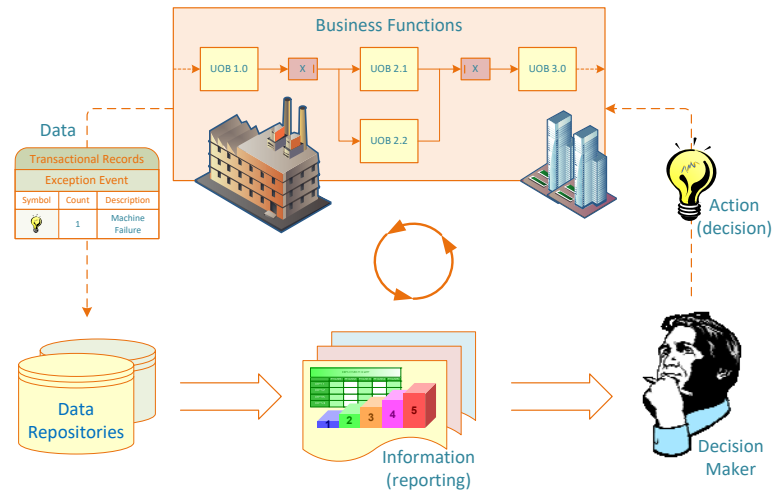 Business Functions
UOB 1.0
X
UOB 2.1
X
UOB 3.0
UOB 2.2
Data
Transactional Records
Exception Event
Symbol Count Description
1 Machine
Failure
Action
(decision)
Data
Repositories
1 2 3 4 5
Information
(reporting)
Decision
Maker